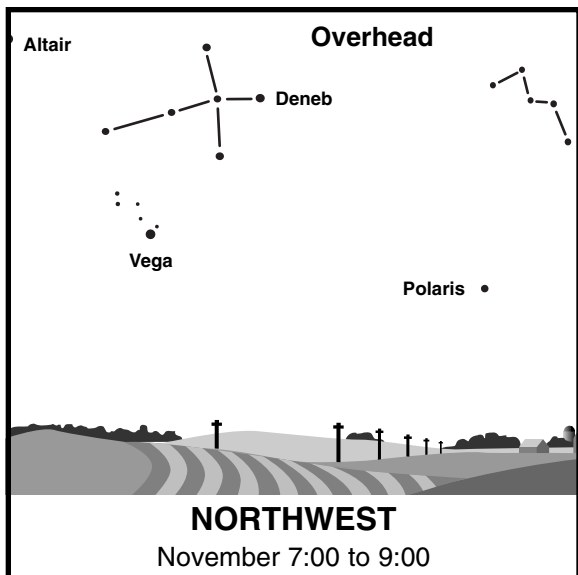 Overhead
Altair
Deneb
Vega
Polaris
NORTHWEST
November 7:00 to 9:00